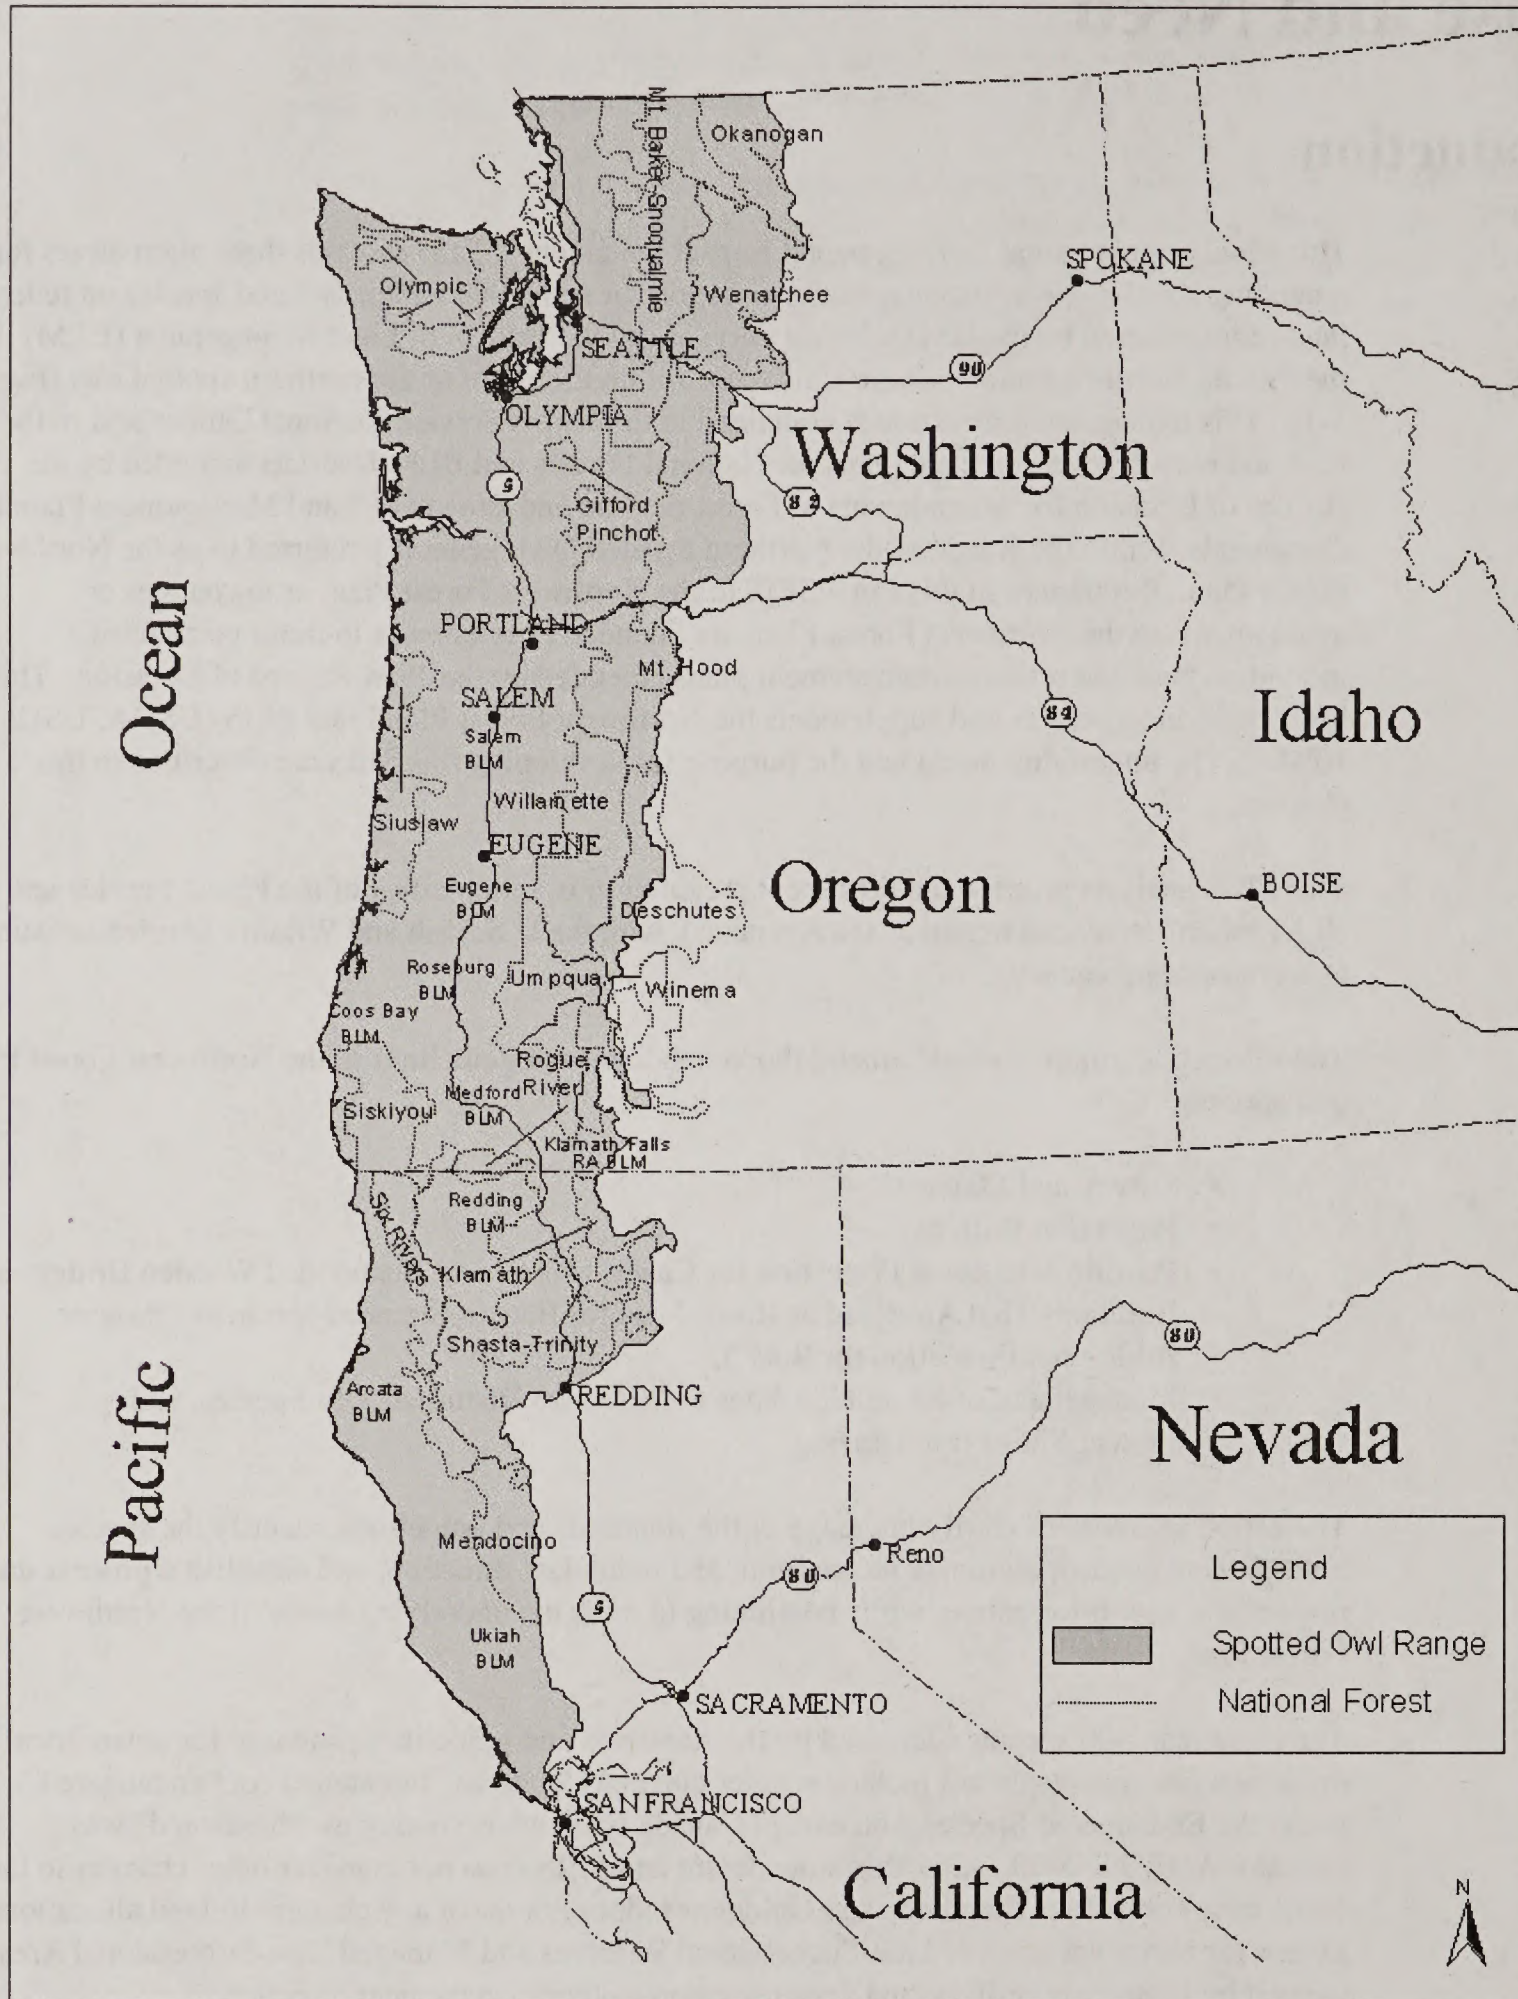 Mt. Baker-Snoqualmie
Okanogan
Olympic
Wenatchee
SPOKANE
SEATTLE
90
OLYMPIA
Washington
5
82
Gifford
Pinchot
Pacific Ocean
PORTLAND
Mt. Hood
SALEM
84
Idaho
Salem
BLM
Willamette
Siuslaw
EUGENE
Oregon
BOISE
Eugene
BLM
Deschutes
Roseburg
BLM
Umpqua
Winema
Coos Bay
BLM
Rogue
River
Medford
BLM
Siskiyou
Klamath Falls
RA BLM
Redding
BLM
Six Rivers
Klamath
80
Shasta-Trinity
Arcata
BLM
REDDING
Nevada
Mendocino
Reno
80
5
Ukiah
BLM
SACRAMENTO
SAN FRANCISCO
California
Legend
Spotted Owl Range
National Forest
N